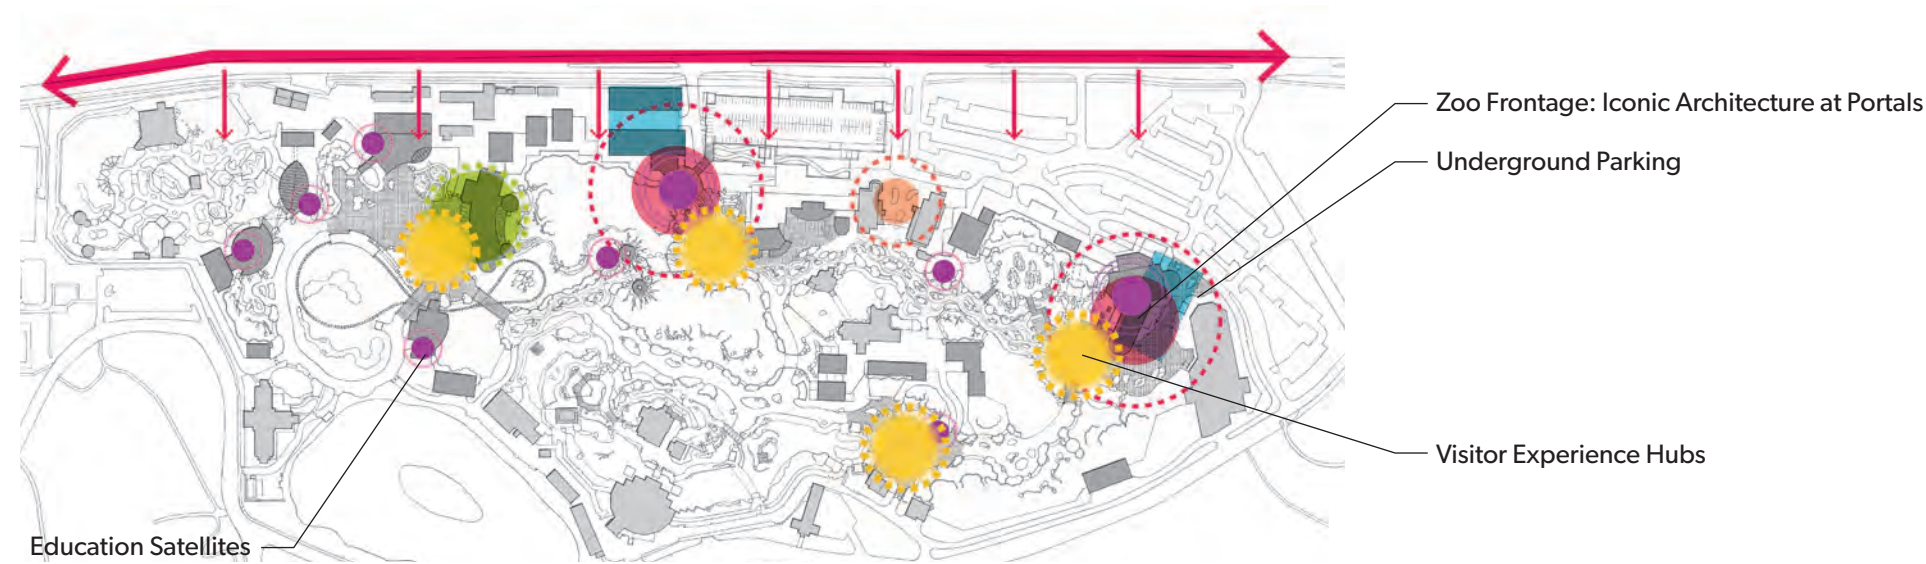 Zoo Frontage: Iconic Architecture at Portals
Underground Parking
Visitor Experience Hubs
Education Satellites